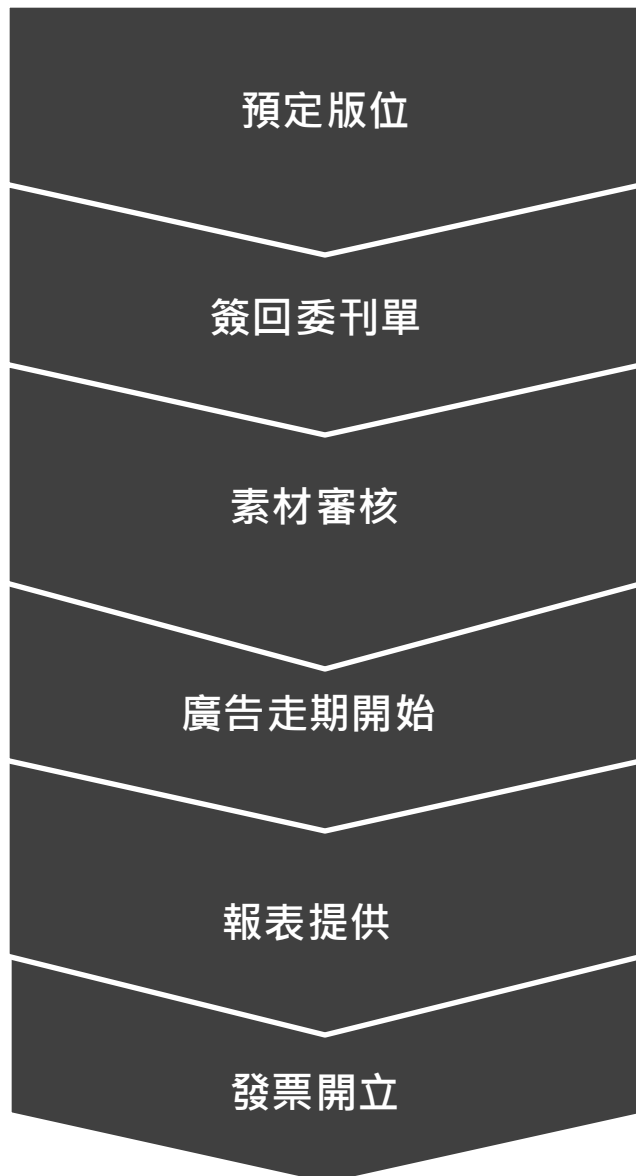 預定版位
簽回委刊單
素材審核
廣告走期開始
報表提供
發票開立